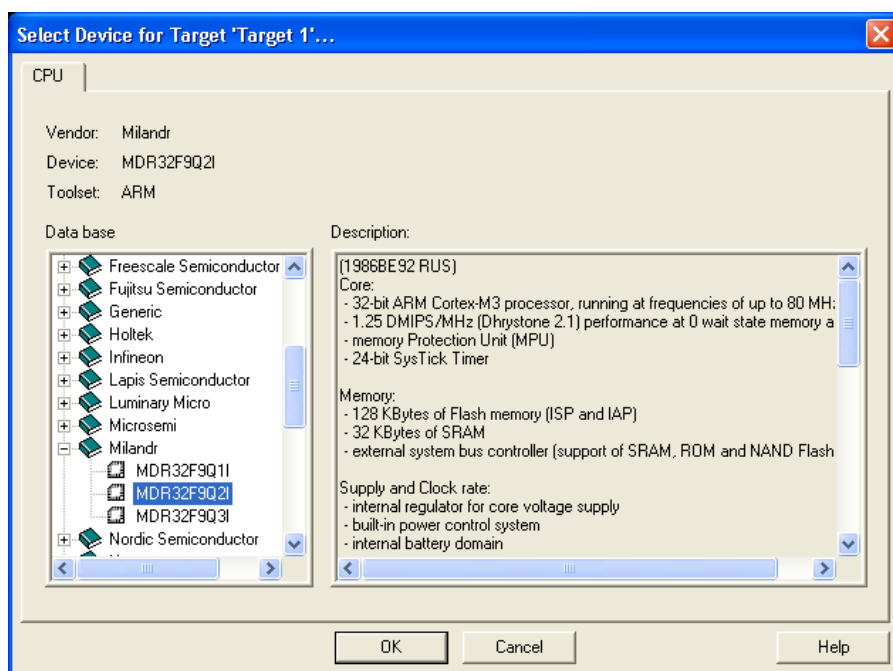 Select Device for Target 'Target 1'...
CPU
Vendor: Milandr
Device: MDR32F9Q2I
Toolset: ARM
Data base
Description:
Freescale Semiconductor
Fujitsu Semiconductor
Generic
Holtek
Infineon
Lapis Semiconductor
Luminary Micro
Microsemi
Milandr
MDR32F9Q1I
MDR32F9Q2I
MDR32F9Q3I
Nordic Semiconductor
(1986BE92 RUS)
Core:
- 32-bit ARM Cortex-M3 processor, running at frequencies of up to 80 MH
- 1.25 DMIPS/MHz (Dhrystone 2.1) performance at 0 wait state memory a
- memory Protection Unit (MPU)
- 24-bit SysTick Timer
Memory:
- 128 KBytes of Flash memory (ISP and IAP)
- 32 KBytes of SRAM
- external system bus controller (support of SRAM, ROM and NAND Flash
Supply and Clock rate:
- internal regulator for core voltage supply
- built-in power control system
- internal battery domain
OK
Cancel
Help